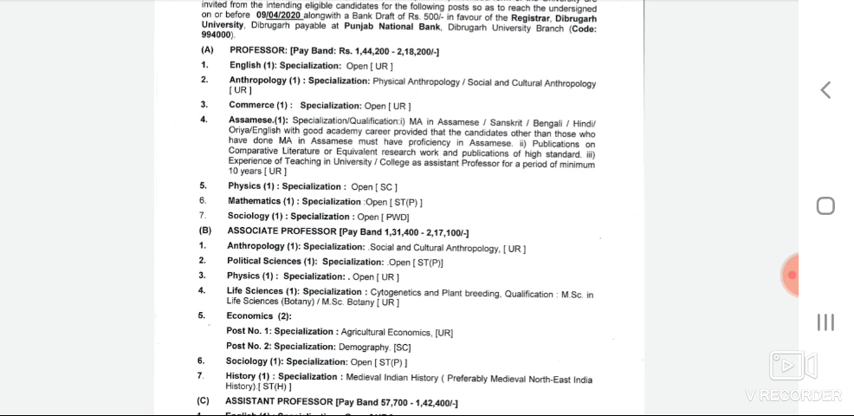 invited from the intending eligible candidates for the following posts so as to reach the undersigned
on or before 09/04/2020 alongwith a Bank Draft of Rs. 500/- in favour of the Registrar, Dibrugarh
University, Dibrugarh payable at Punjab National Bank, Dibrugarh University Branch (Code:
994000).
(A) PROFESSOR: [Pay Band: Rs. 1,44,200 - 2,18,200/-]
1. English (1): Specialization: Open [ UR ]
2. Anthropology (1) : Specialization: Physical Anthropology / Social and Cultural Anthropology
[ UR ]
3. Commerce (1) : Specialization: Open [ UR ]
4. Assamese.(1): Specialization/Qualification:i) MA in Assamese / Sanskrit / Bengali / Hindi/
Oriya/English with good academy career provided that the candidates other than those who
have done MA in Assamese must have proficiency in Assamese. ii) Publications on
Comparative Literature or Equivalent research work and publications of high standard. iii)
Experience of Teaching in University / College as assistant Professor for a period of minimum
10 years [ UR ]
5. Physics (1) : Specialization : Open [ SC ]
6. Mathematics (1) : Specialization :Open [ ST(P) ]
7. Sociology (1) : Specialization : Open [ PWD]
(B) ASSOCIATE PROFESSOR [Pay Band 1,31,400 - 2,17,100/-]
1. Anthropology (1): Specialization: .Social and Cultural Anthropology, [ UR ]
2. Political Sciences (1): Specialization: .Open [ ST(P)]
3. Physics (1) : Specialization: . Open [ UR ]
4. Life Sciences (1): Specialization : Cytogenetics and Plant breeding, Qualification : M.Sc. in
Life Sciences (Botany) / M.Sc. Botany [ UR ]
5. Economics (2):
Post No. 1: Specialization : Agricultural Economics, [UR]
Post No. 2: Specialization: Demography. [SC]
6. Sociology (1): Specialization: Open [ ST(P) ]
7. History (1) : Specialization : Medieval Indian History ( Preferably Medieval North-East India
History).[ ST(H) ]
(C) ASSISTANT PROFESSOR [Pay Band 57,700 - 1,42,400/-]
V RECORDER